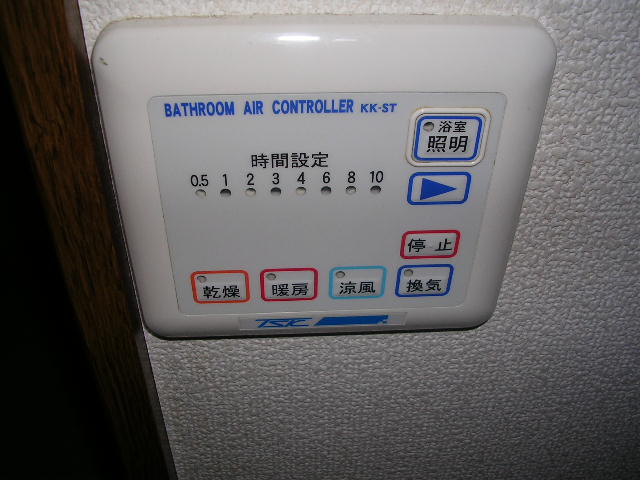 BATHROOM AIR CONTROLLER KK-ST
浴室
照明
時間設定
0.5 1 2 3 4 6 8 10
停止
乾燥 暖房 涼風 換気
TSK